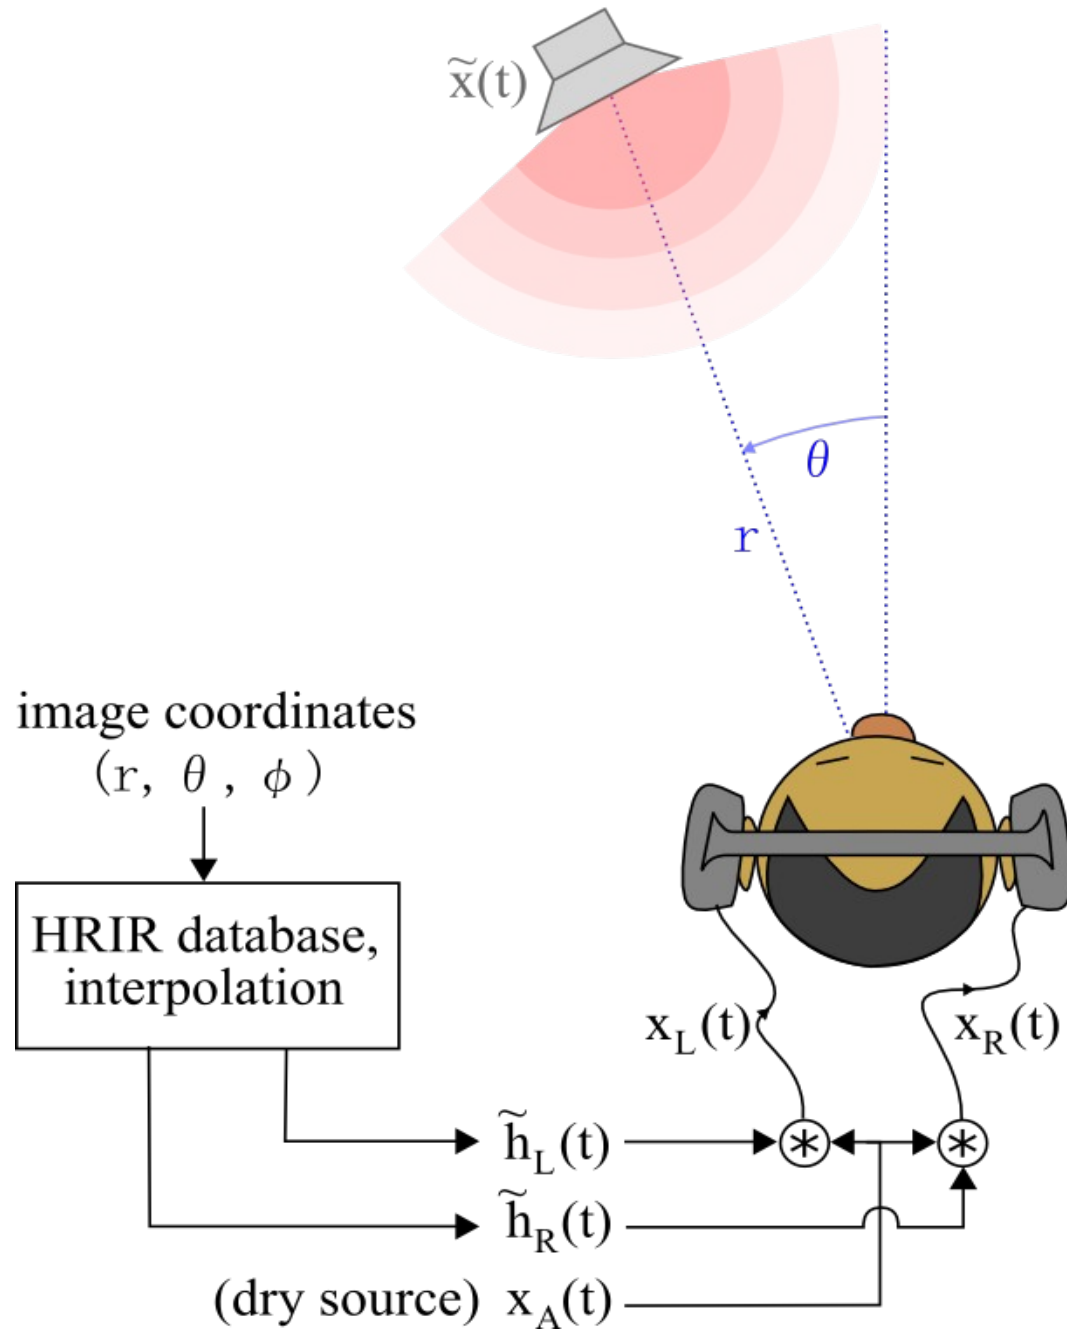 x̃(t)
θ
r
image coordinates
(r, θ, ϕ)
HRIR database,
interpolation
x_L(t)
x_R(t)
h̃_L(t)
h̃_R(t)
(dry source) x_A(t)